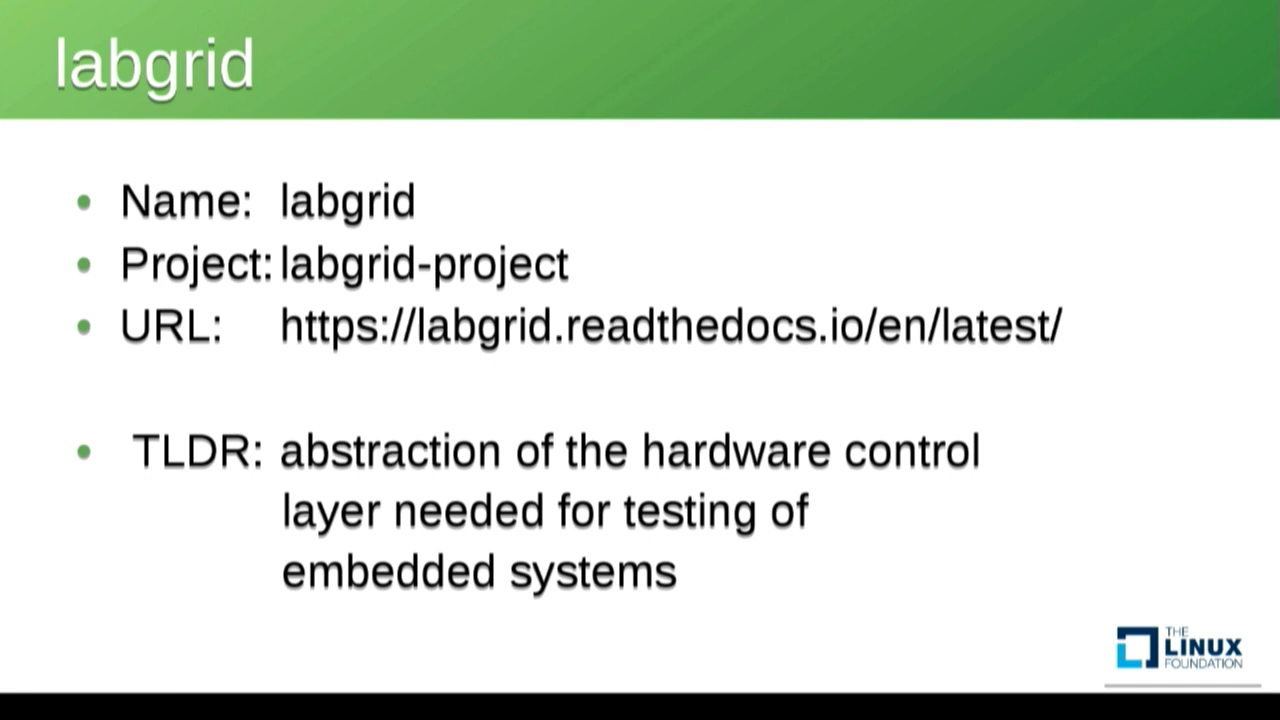 labgrid
• Name: labgrid
• Project: labgrid-project
• URL: https://labgrid.readthedocs.io/en/latest/
• TLDR: abstraction of the hardware control
layer needed for testing of
embedded systems
THE
LINUX
FOUNDATION